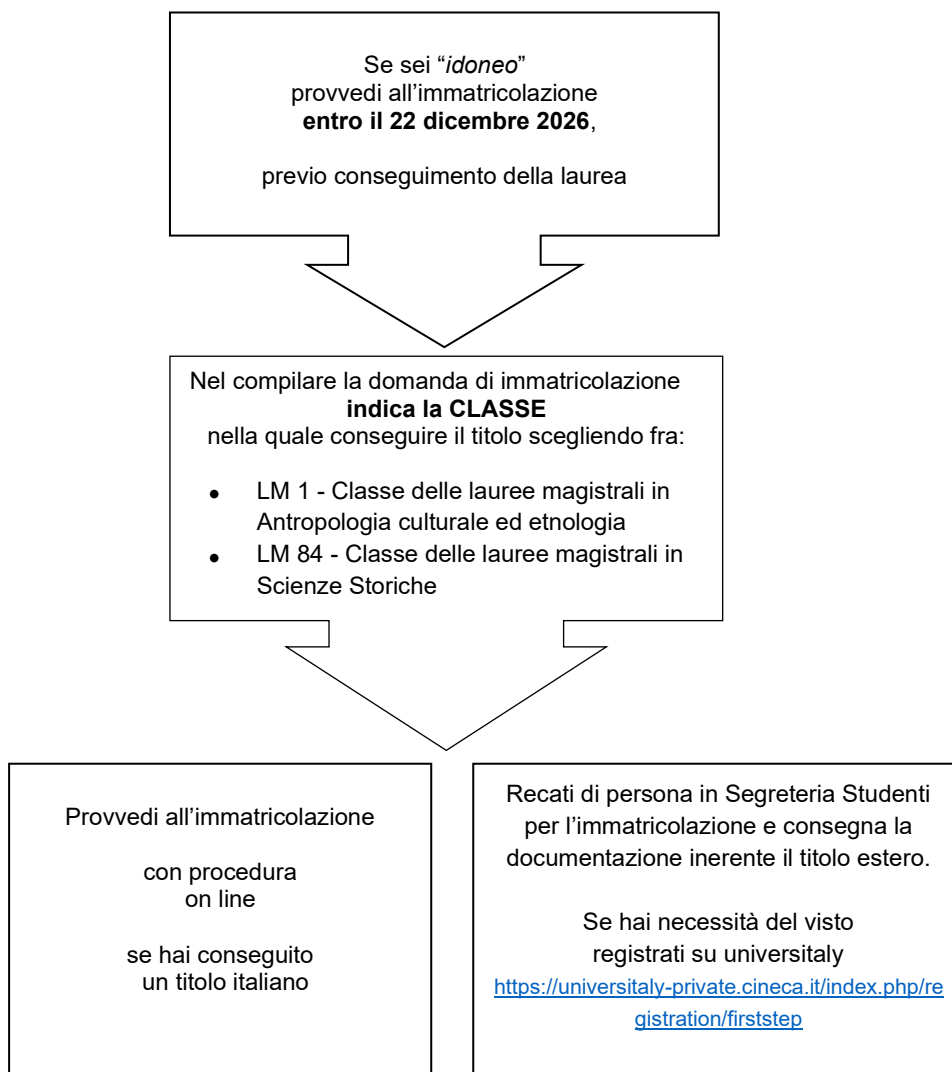 Se sei “idoneo”
provvedi all’immatricolazione
entro il 22 dicembre 2026,
previo conseguimento della laurea
Nel compilare la domanda di immatricolazione
indica la CLASSE
nella quale conseguire il titolo scegliendo fra:
• LM 1 - Classe delle lauree magistrali in
Antropologia culturale ed etnologia
• LM 84 - Classe delle lauree magistrali in
Scienze Storiche
Provvedi all’immatricolazione
con procedura
on line
se hai conseguito
un titolo italiano
Recati di persona in Segreteria Studenti
per l’immatricolazione e consegna la
documentazione inerente il titolo estero.
Se hai necessità del visto
registrati su universitaly
https://universitaly-private.cineca.it/index.php/re
gistration/firststep